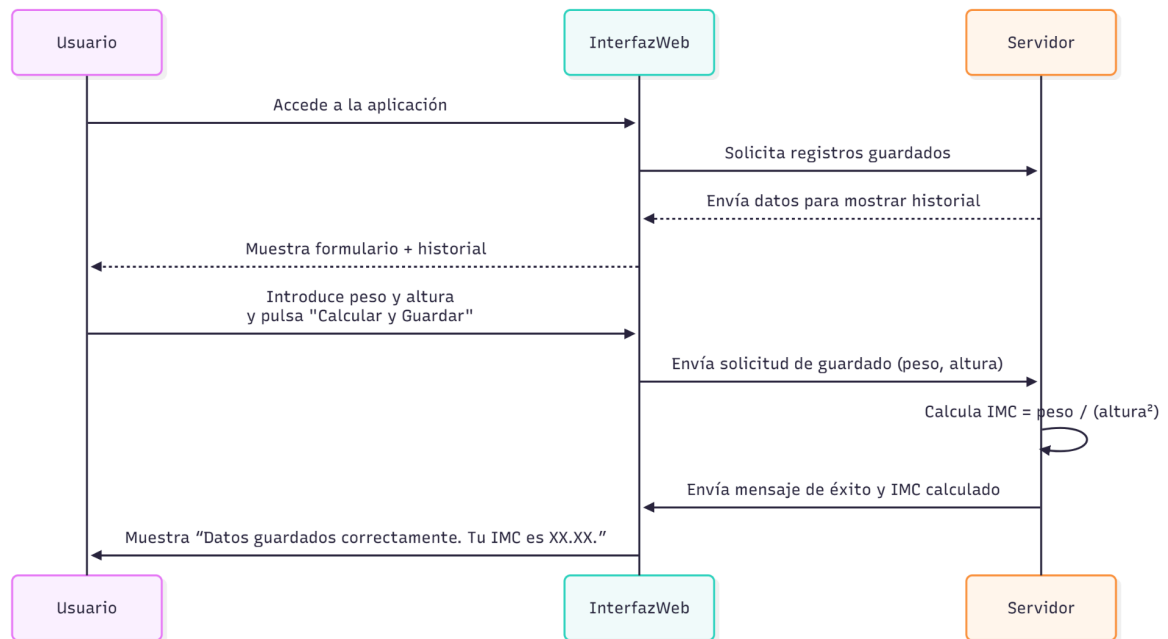 Usuario
InterfazWeb
Servidor
Accede a la aplicación
Solicita registros guardados
Envía datos para mostrar historial
Muestra formulario + historial
Introduce peso y altura
y pulsa "Calcular y Guardar"
Envía solicitud de guardado (peso, altura)
Calcula IMC = peso / (altura²)
Envía mensaje de éxito y IMC calculado
Muestra “Datos guardados correctamente. Tu IMC es XX.XX.”
Usuario
InterfazWeb
Servidor